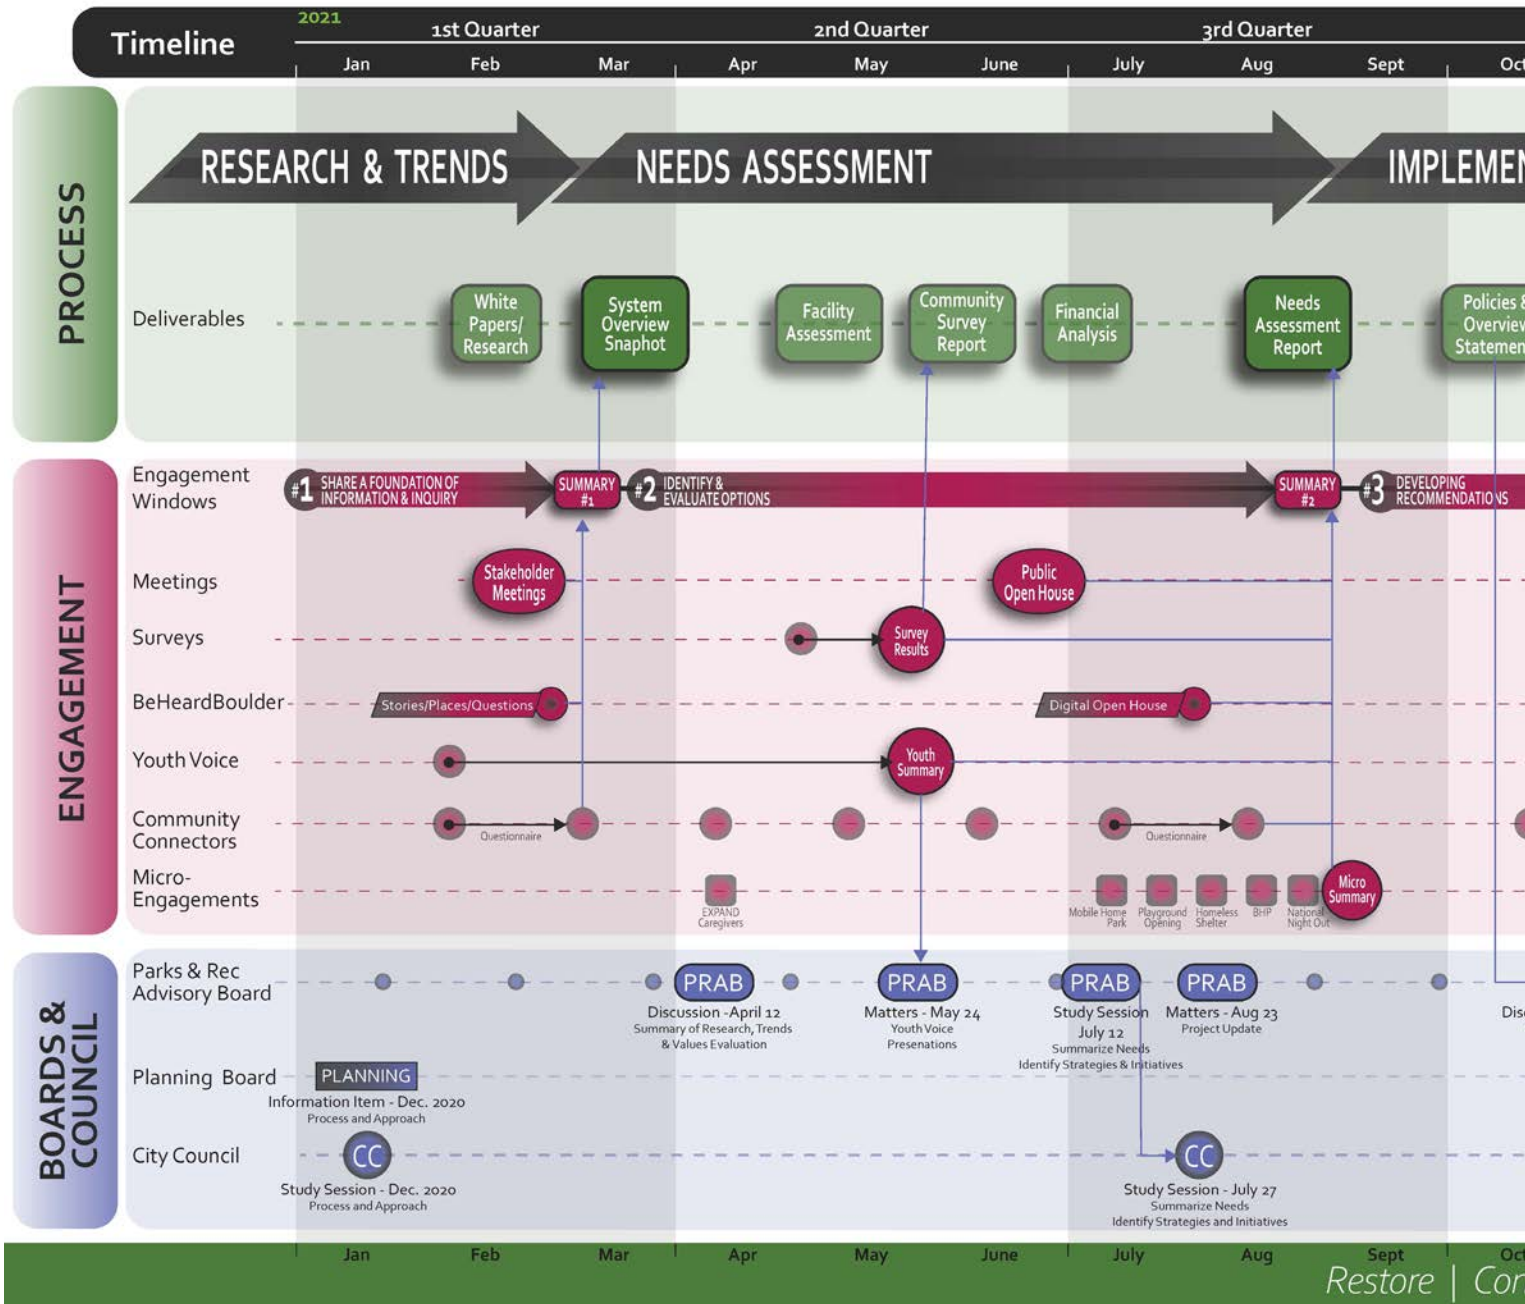 2021
Timeline
1st Quarter
2nd Quarter
3rd Quarter
Jan
Feb
Mar
Apr
May
June
July
Aug
Sept
Oct
PROCESS
RESEARCH & TRENDS
NEEDS ASSESSMENT
IMPLEMEN
Deliverables
White
Papers/
Research
System
Overview
Snaphot
Facility
Assessment
Community
Survey
Report
Financial
Analysis
Needs
Assessment
Report
Policies &
Overview
Statemen
ENGAGEMENT
Engagement
Windows
#1 SHARE A FOUNDATION OF
INFORMATION & INQUIRY
SUMMARY
#1
#2 IDENTIFY &
EVALUATE OPTIONS
SUMMARY
#2
#3 DEVELOPING
RECOMMENDATIONS
Meetings
Stakeholder
Meetings
Public
Open House
Surveys
Survey
Results
BeHeardBoulder
Stories/Places/Questions
Digital Open House
Youth Voice
Youth
Summary
Community
Connectors
Questionnaire
Questionnaire
Micro-
Engagements
EXPAND
Caregivers
Mobile Home
Park
Playground
Opening
Homeless
Shelter
BHP
National
Night Out
Micro
Summary
BOARDS &
COUNCIL
Parks & Rec
Advisory Board
PRAB
Discussion -April 12
Summary of Research, Trends
& Values Evaluation
PRAB
Matters - May 24
Youth Voice
Presenations
PRAB
Study Session
July 12
Summarize Needs
Identify Strategies & Initiatives
PRAB
Matters - Aug 23
Project Update
Disc
Planning Board
PLANNING
Information Item - Dec. 2020
Process and Approach
City Council
CC
Study Session - Dec. 2020
Process and Approach
CC
Study Session - July 27
Summarize Needs
Identify Strategies and Initiatives
Jan
Feb
Mar
Apr
May
June
July
Aug
Sept
Oct
Restore | Con